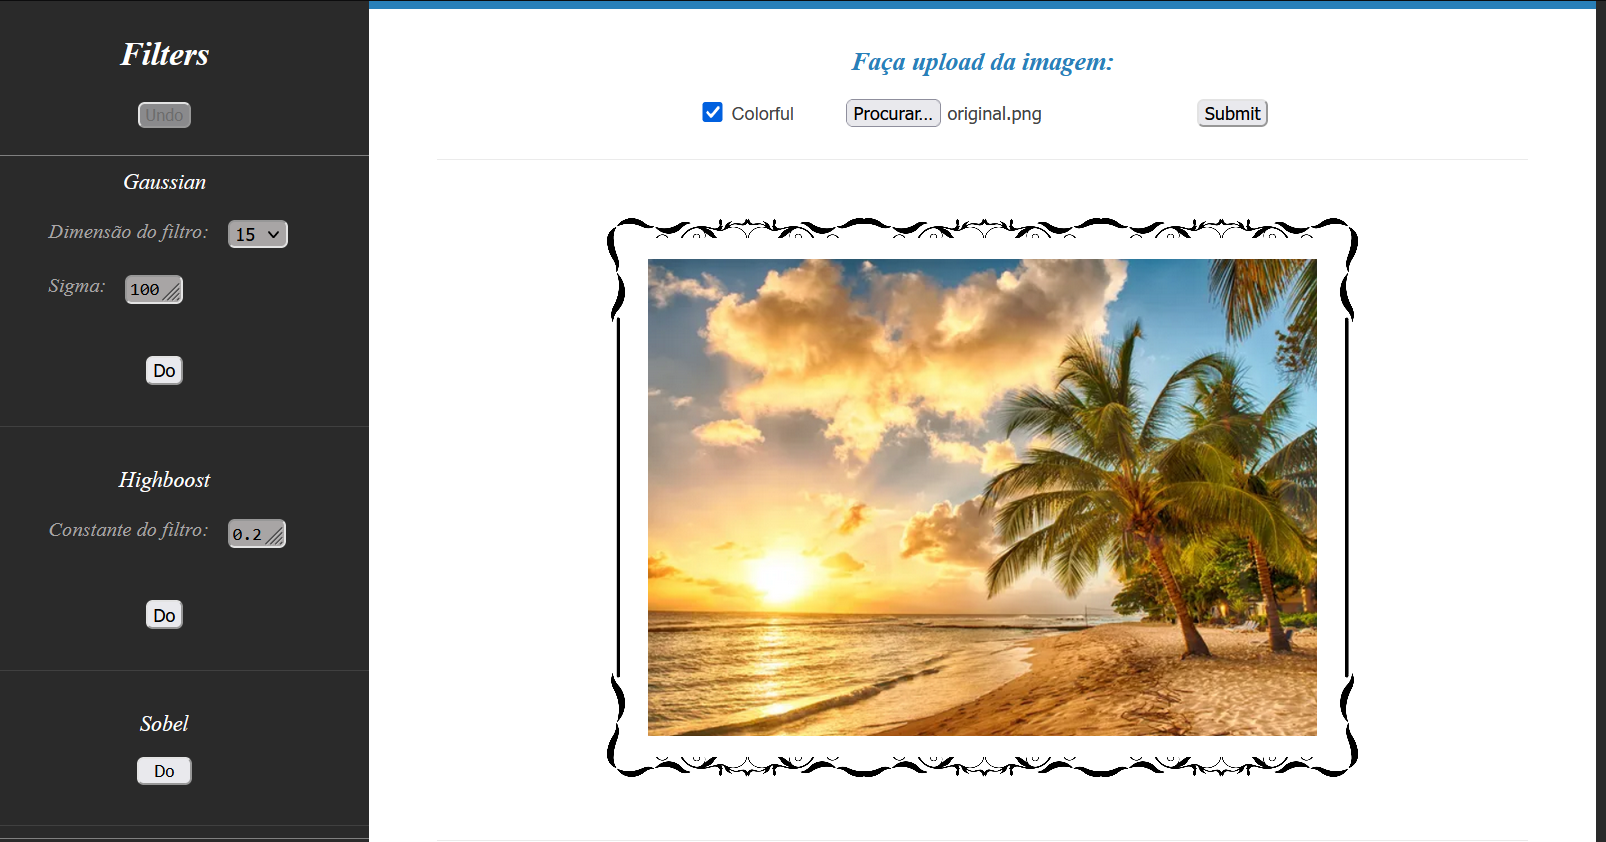 Filters
Undo
Gaussian
Dimensão do filtro: 15
Sigma: 100
Do
Highboost
Constante do filtro: 0.2
Do
Sobel
Do
Faça upload da imagem:
Colorful Procurar... original.png Submit